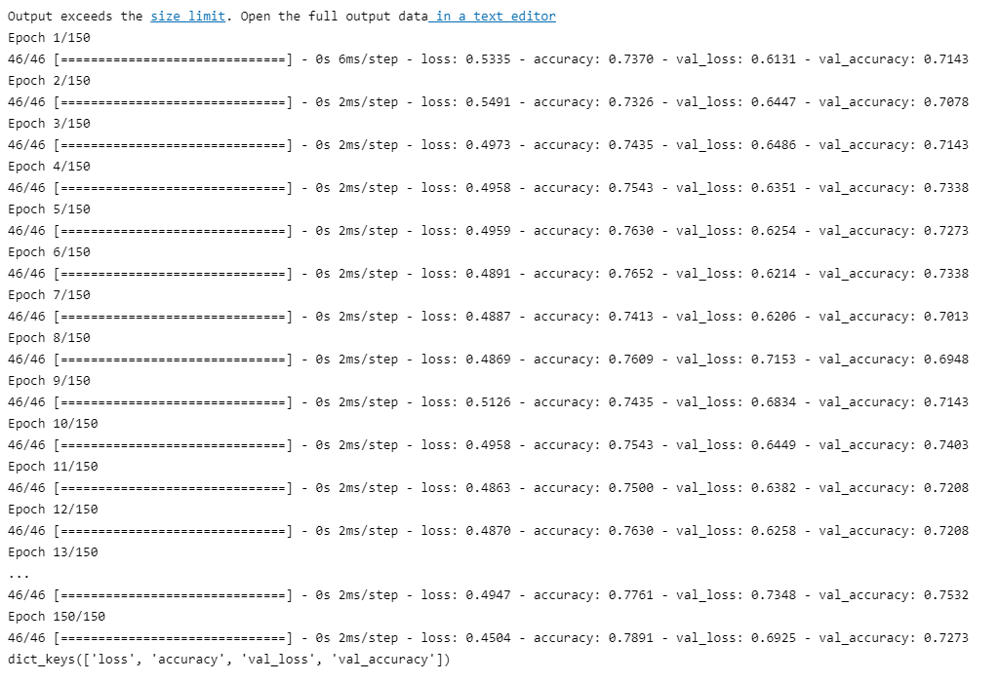 Output exceeds the size limit. Open the full output data in a text editor
Epoch 1/150
46/46 [==============================] - 0s 6ms/step - loss: 0.5335 - accuracy: 0.7370 - val_loss: 0.6131 - val_accuracy: 0.7143
Epoch 2/150
46/46 [==============================] - 0s 2ms/step - loss: 0.5491 - accuracy: 0.7326 - val_loss: 0.6447 - val_accuracy: 0.7078
Epoch 3/150
46/46 [==============================] - 0s 2ms/step - loss: 0.4973 - accuracy: 0.7435 - val_loss: 0.6486 - val_accuracy: 0.7143
Epoch 4/150
46/46 [==============================] - 0s 2ms/step - loss: 0.4958 - accuracy: 0.7543 - val_loss: 0.6351 - val_accuracy: 0.7338
Epoch 5/150
46/46 [==============================] - 0s 2ms/step - loss: 0.4959 - accuracy: 0.7630 - val_loss: 0.6254 - val_accuracy: 0.7273
Epoch 6/150
46/46 [==============================] - 0s 2ms/step - loss: 0.4891 - accuracy: 0.7652 - val_loss: 0.6214 - val_accuracy: 0.7338
Epoch 7/150
46/46 [==============================] - 0s 2ms/step - loss: 0.4887 - accuracy: 0.7413 - val_loss: 0.6206 - val_accuracy: 0.7013
Epoch 8/150
46/46 [==============================] - 0s 2ms/step - loss: 0.4869 - accuracy: 0.7609 - val_loss: 0.7153 - val_accuracy: 0.6948
Epoch 9/150
46/46 [==============================] - 0s 2ms/step - loss: 0.5126 - accuracy: 0.7435 - val_loss: 0.6834 - val_accuracy: 0.7143
Epoch 10/150
46/46 [==============================] - 0s 2ms/step - loss: 0.4958 - accuracy: 0.7543 - val_loss: 0.6449 - val_accuracy: 0.7403
Epoch 11/150
46/46 [==============================] - 0s 2ms/step - loss: 0.4863 - accuracy: 0.7500 - val_loss: 0.6382 - val_accuracy: 0.7208
Epoch 12/150
46/46 [==============================] - 0s 2ms/step - loss: 0.4870 - accuracy: 0.7630 - val_loss: 0.6258 - val_accuracy: 0.7208
Epoch 13/150
...
46/46 [==============================] - 0s 2ms/step - loss: 0.4947 - accuracy: 0.7761 - val_loss: 0.7348 - val_accuracy: 0.7532
Epoch 150/150
46/46 [==============================] - 0s 2ms/step - loss: 0.4504 - accuracy: 0.7891 - val_loss: 0.6925 - val_accuracy: 0.7273
dict_keys(['loss', 'accuracy', 'val_loss', 'val_accuracy'])